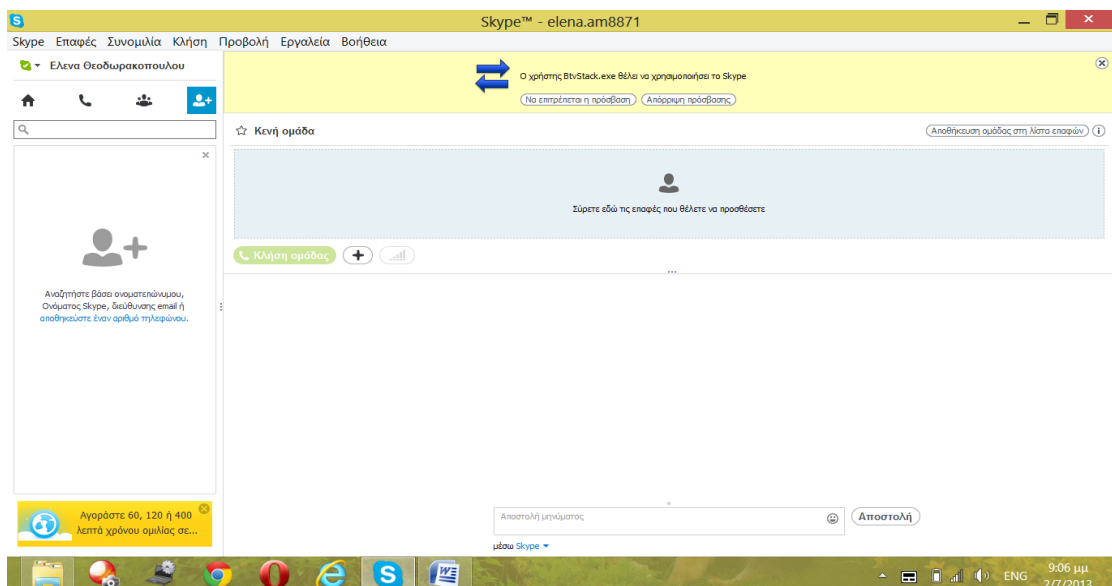 Skype™ - elena.am8871
Skype Επαφές Συνομιλία Κλήση Προβολή Εργαλεία Βοήθεια
Ελενα Θεοδωρακοπουλου
Ο χρήστης BtvStack.exe θέλει να χρησιμοποιήσει το Skype
Να επιτρέπεται η πρόσβαση Απόρριψη πρόσβασης
Κενή ομάδα
Αποθήκευση ομάδας στη λίστα επαφών
Σύρετε εδώ τις επαφές που θέλετε να προσθέσετε
Κλήση ομάδας
Αναζητήστε βάσει ονοματεπώνυμου,
Ονόματος Skype, διεύθυνσης email ή
αποθηκεύστε έναν αριθμό τηλεφώνου.
Αγοράστε 60, 120 ή 400
λεπτά χρόνου ομιλίας σε...
Αποστολή μηνύματος
Αποστολή
μέσω Skype
ENG
9:06 μμ
2/7/2013